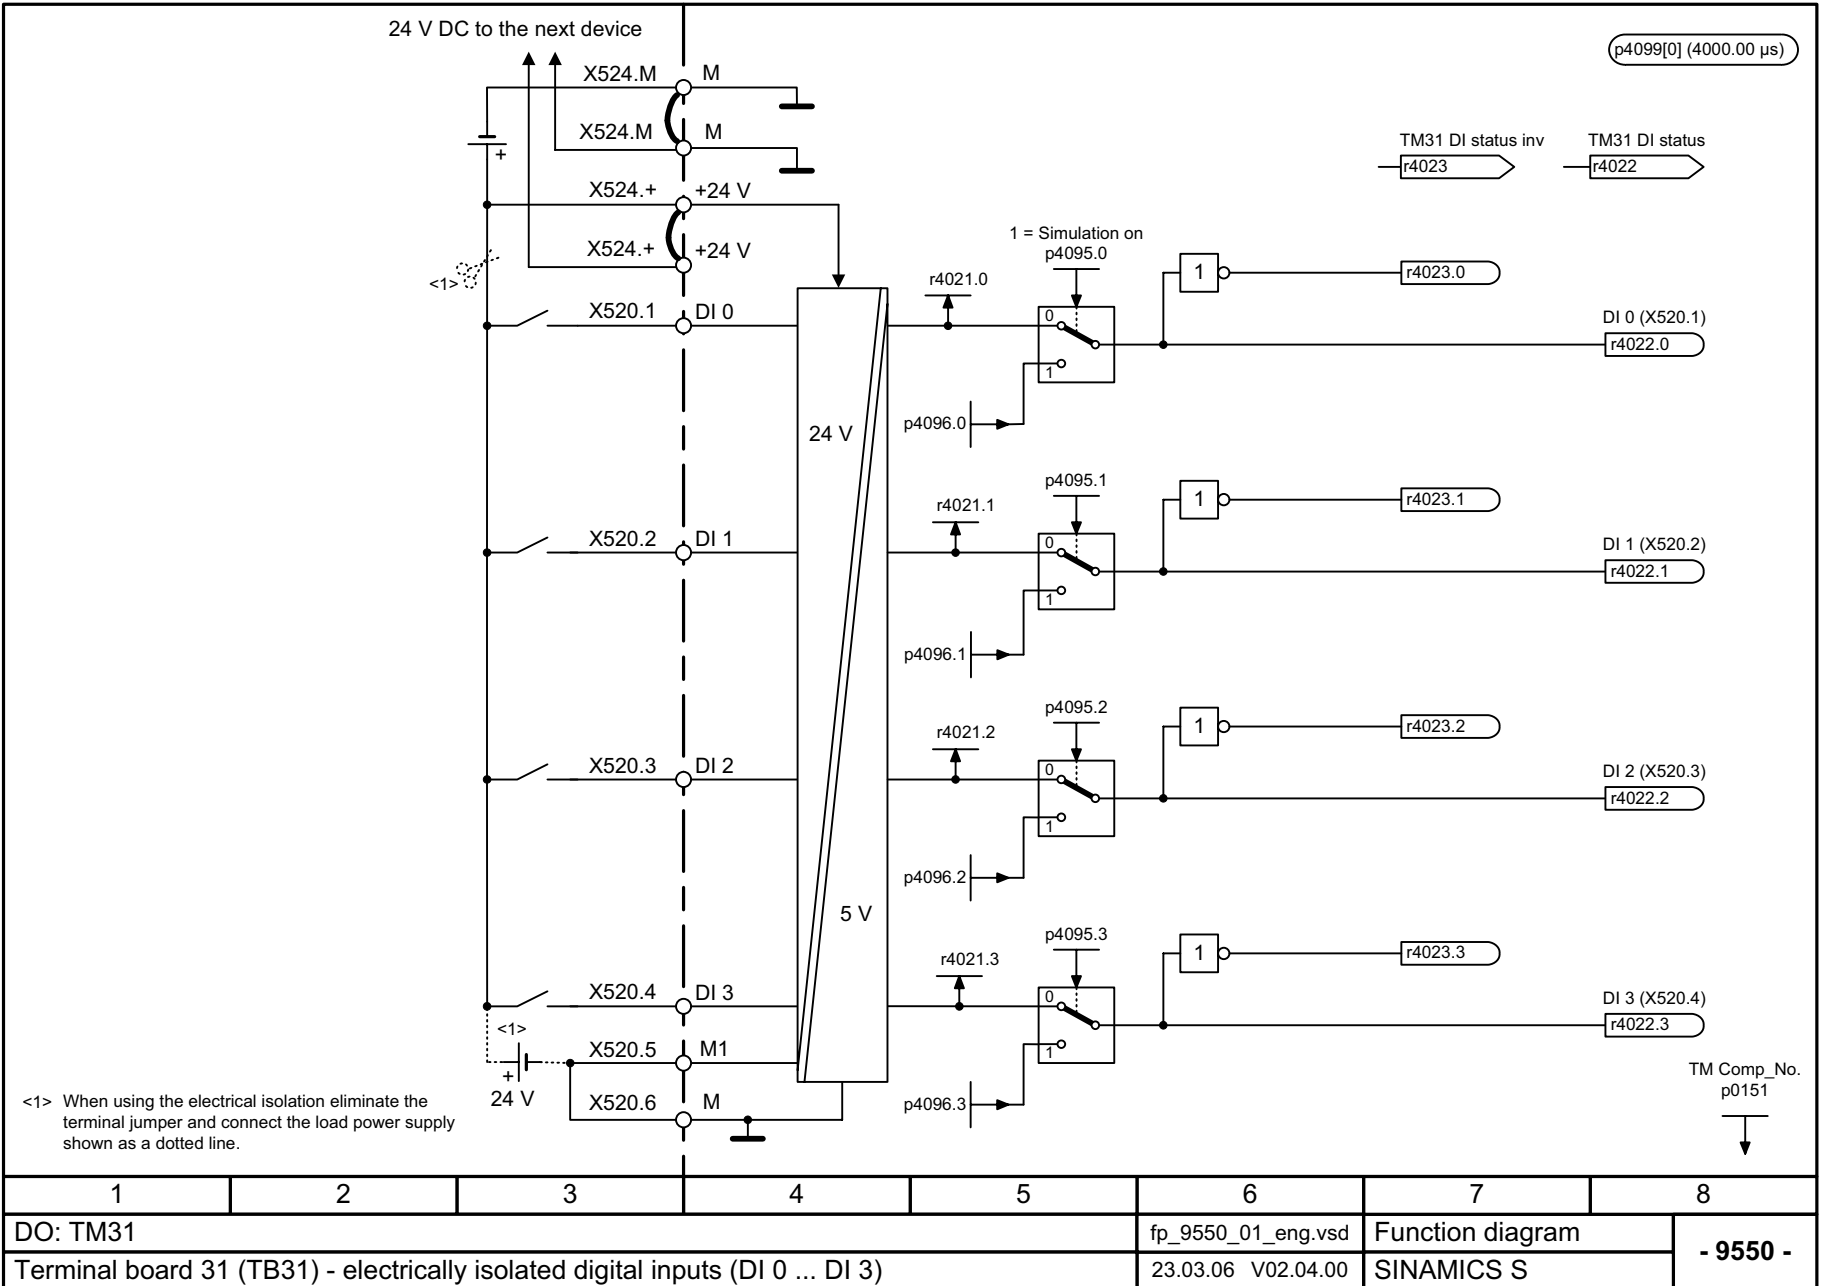 24 V DC to the next device
p4099[0] (4000.00 µs)
X524.M M
X524.M M
+
TM31 DI status inv TM31 DI status
r4023 r4022
X524.+ +24 V
X524.+ +24 V
<1>
1 = Simulation on
p4095.0
r4021.0
1
r4023.0
X520.1 DI 0
0
1
DI 0 (X520.1)
r4022.0
p4096.0
24 V
p4095.1
r4021.1
1
r4023.1
X520.2 DI 1
0
1
DI 1 (X520.2)
r4022.1
p4096.1
p4095.2
r4021.2
1
r4023.2
X520.3 DI 2
0
1
DI 2 (X520.3)
r4022.2
p4096.2
5 V
p4095.3
r4021.3
1
r4023.3
X520.4 DI 3
0
1
DI 3 (X520.4)
r4022.3
p4096.3
<1>
+
24 V
X520.5 M1
X520.6 M
TM Comp_No.
p0151
<1> When using the electrical isolation eliminate the
terminal jumper and connect the load power supply
shown as a dotted line.
1 2 3 4 5 6 7 8
DO: TM31 fp_9550_01_eng.vsd Function diagram
- 9550 -
Terminal board 31 (TB31) - electrically isolated digital inputs (DI 0 ... DI 3) 23.03.06 V02.04.00 SINAMICS S